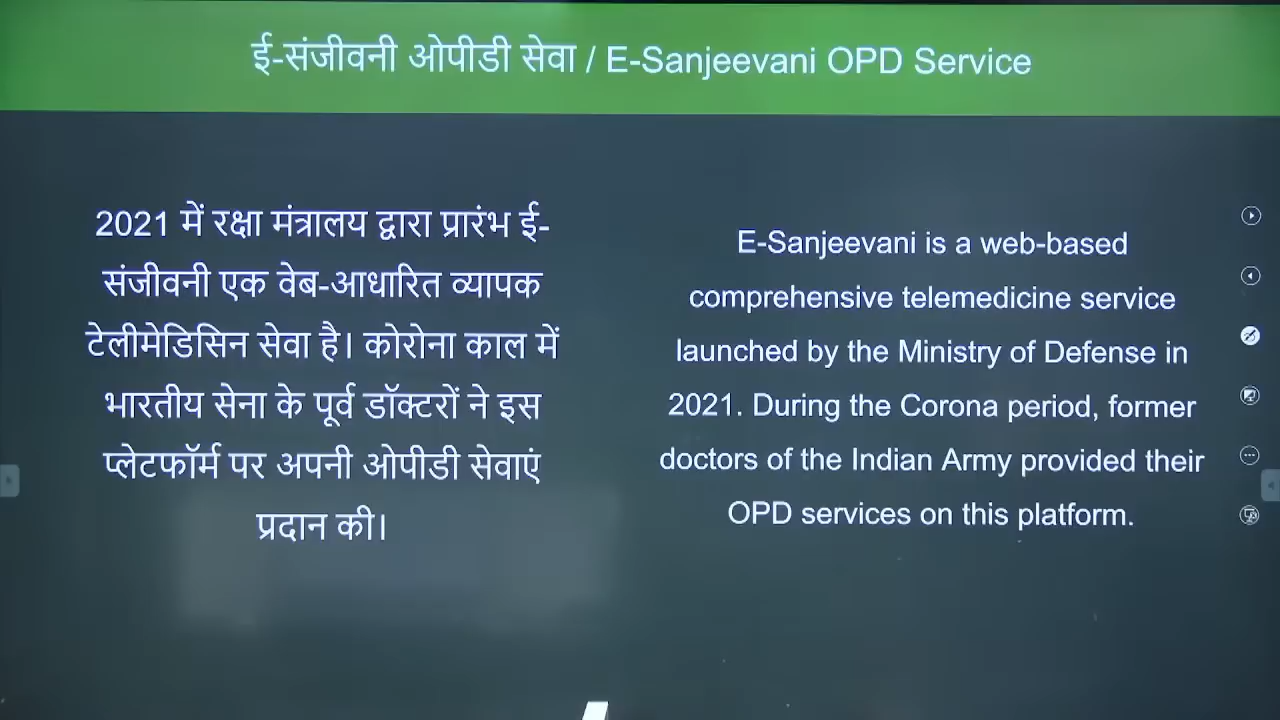 ई-संजीवनी ओपीडी सेवा / E-Sanjeevani OPD Service
2021 में रक्षा मंत्रालय द्वारा प्रारंभ ई-
संजीवनी एक वेब-आधारित व्यापक
टेलीमेडिसिन सेवा है। कोरोना काल में
भारतीय सेना के पूर्व डॉक्टरों ने इस
प्लेटफॉर्म पर अपनी ओपीडी सेवाएं
प्रदान की।
E-Sanjeevani is a web-based
comprehensive telemedicine service
launched by the Ministry of Defense in
2021. During the Corona period, former
doctors of the Indian Army provided their
OPD services on this platform.